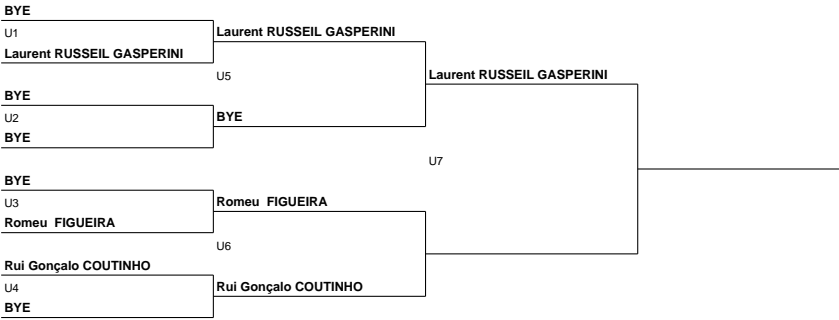 BYE
U1
Laurent RUSSEIL GASPERINI
Laurent RUSSEIL GASPERINI
U5
Laurent RUSSEIL GASPERINI
BYE
U2
BYE
BYE
U7
BYE
U3
Romeu FIGUEIRA
Romeu FIGUEIRA
U6
Rui Gonçalo COUTINHO
U4
Rui Gonçalo COUTINHO
BYE